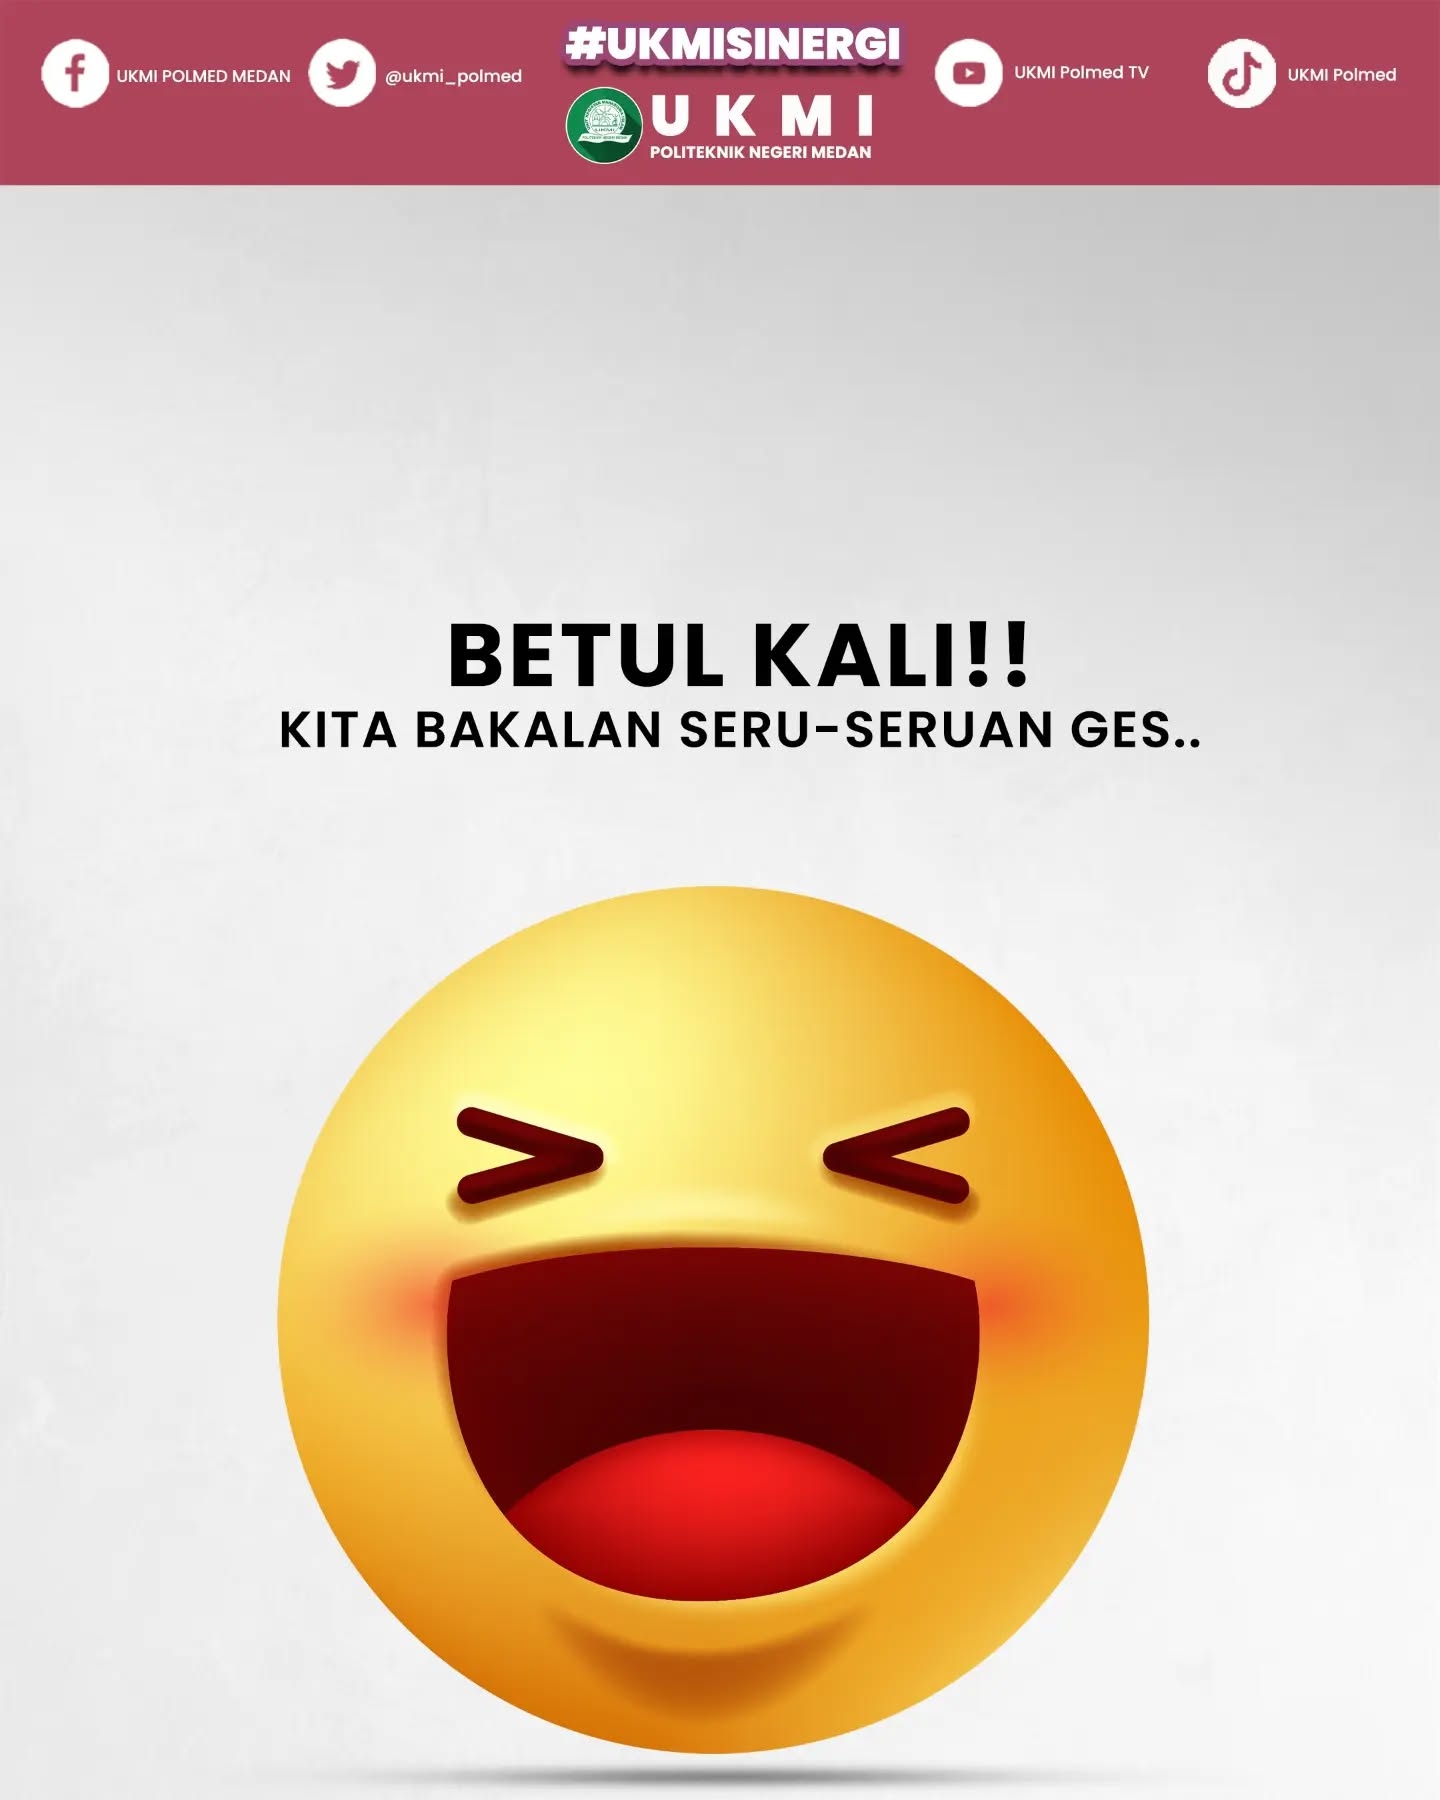 UKMI POLMED MEDAN
@ukmi_polmed
#UKMISINERGI
UKMI
POLITEKNIK NEGERI MEDAN
UKMI Polmed TV
UKMI Polmed
BETUL KALI!!
KITA BAKALAN SERU-SERUAN GES..